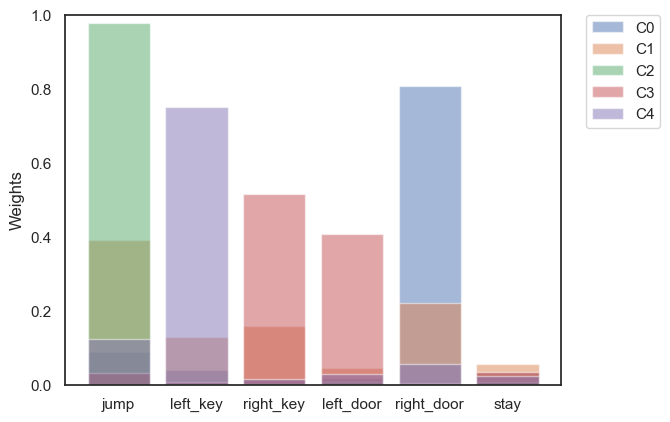 1.0
0.8
0.6
0.4
0.2
0.0
Weights
jump left_key right_key left_door right_door stay
C0
C1
C2
C3
C4